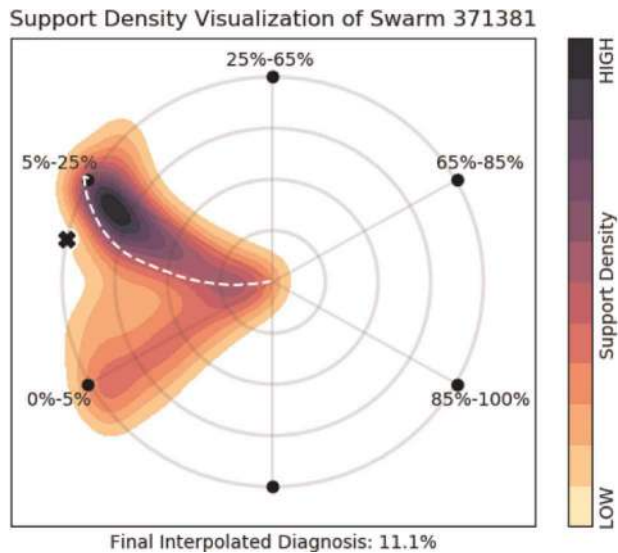 Support Density Visualization of Swarm 371381
25%-65%
5%-25%
65%-85%
0%-5%
85%-100%
Final Interpolated Diagnosis: 11.1%
HIGH
Support Density
LOW